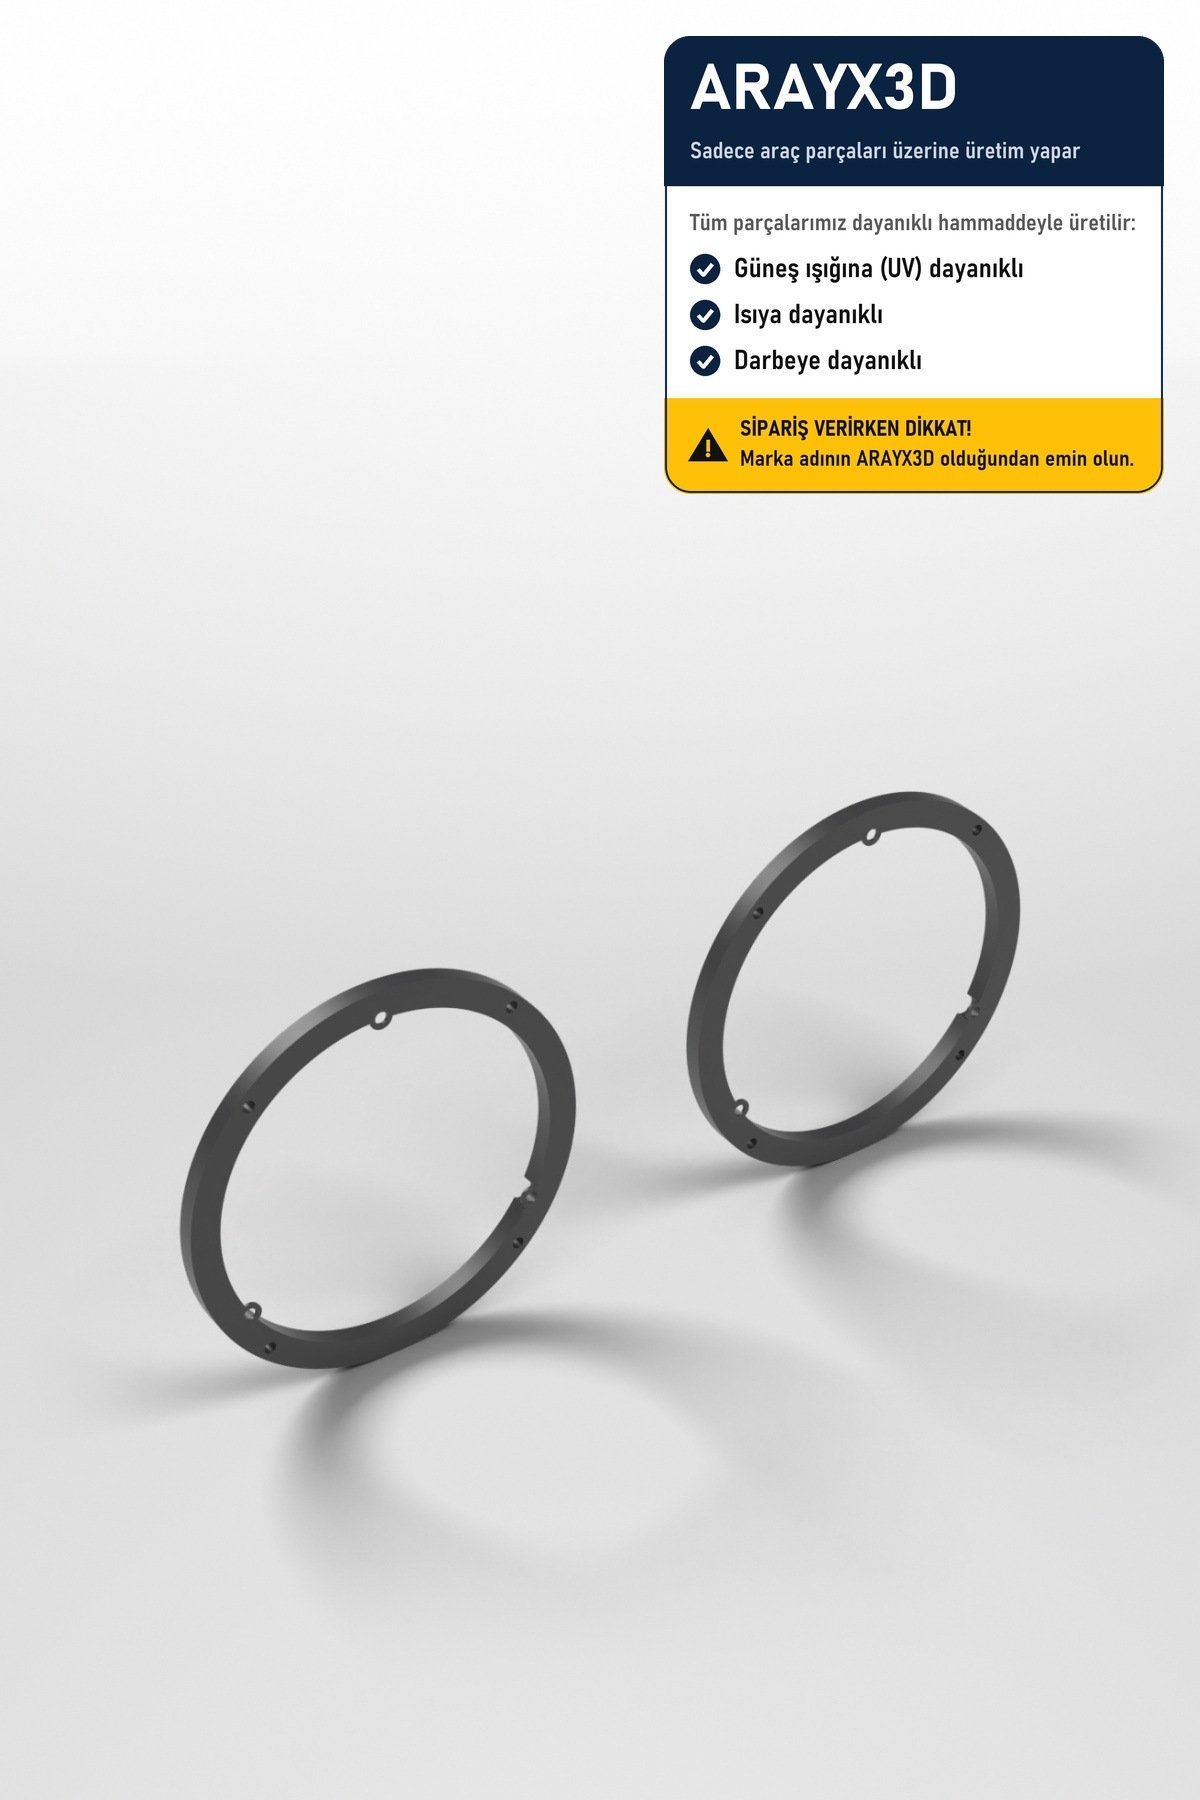 ARAYX3D
Sadece araç parçaları üzerine üretim yapar
Tüm parçalarımız dayanıklı hammaddeyle üretilir:
Güneş ışığına (UV) dayanıklı
Isıya dayanıklı
Darbeye dayanıklı
SİPARİŞ VERİRKEN DİKKAT!
Marka adının ARAYX3D olduğundan emin olun.